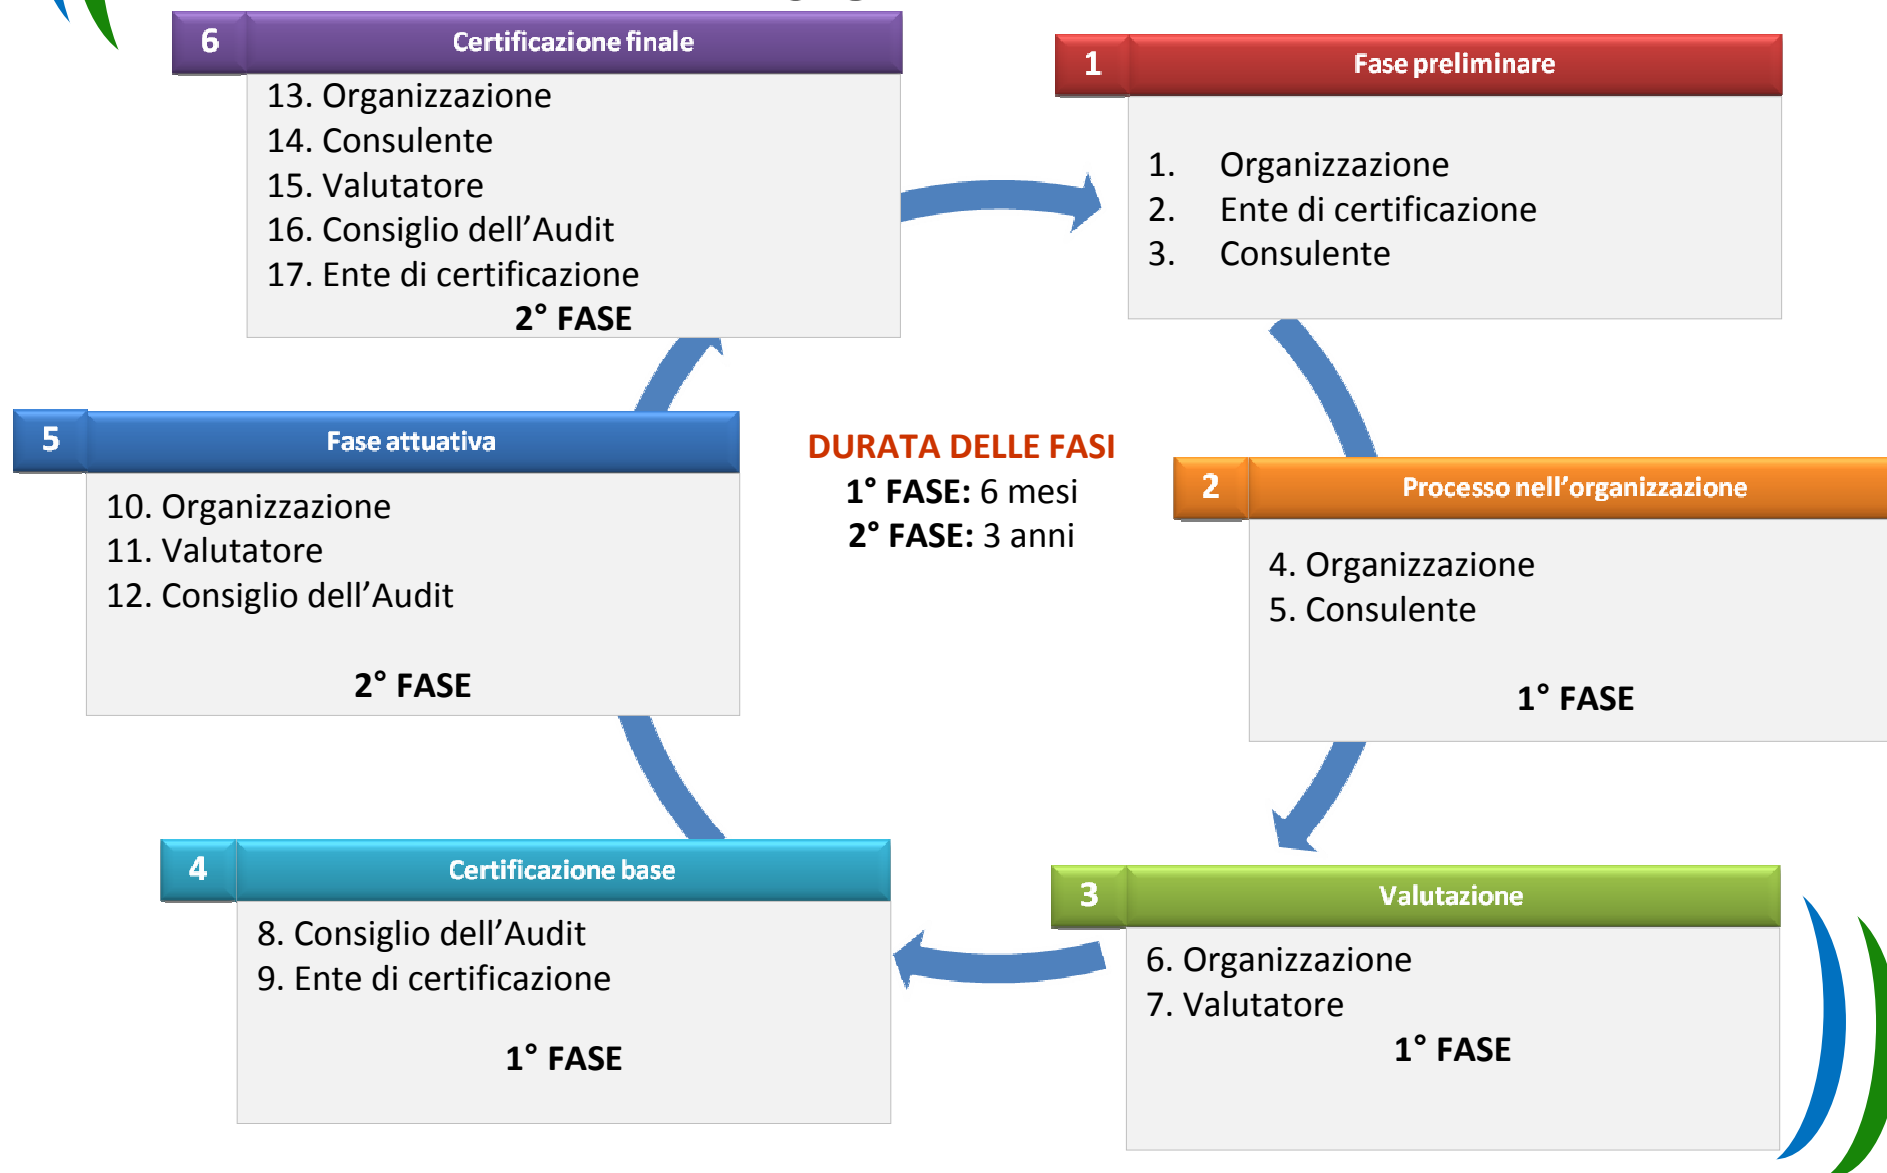 1
Fase preliminare
1. Organizzazione
2. Ente di certificazione
3. Consulente
2
Processo nell'organizzazione
4. Organizzazione
5. Consulente
1° FASE
3
Valutazione
6. Organizzazione
7. Valutatore
1° FASE
4
Certificazione base
8. Consiglio dell'Audit
9. Ente di certificazione
1° FASE
5
Fase attuativa
10. Organizzazione
11. Valutatore
12. Consiglio dell'Audit
2° FASE
6
Certificazione finale
13. Organizzazione
14. Consulente
15. Valutatore
16. Consiglio dell'Audit
17. Ente di certificazione
2° FASE
DURATA DELLE FASI
1° FASE: 6 mesi
2° FASE: 3 anni